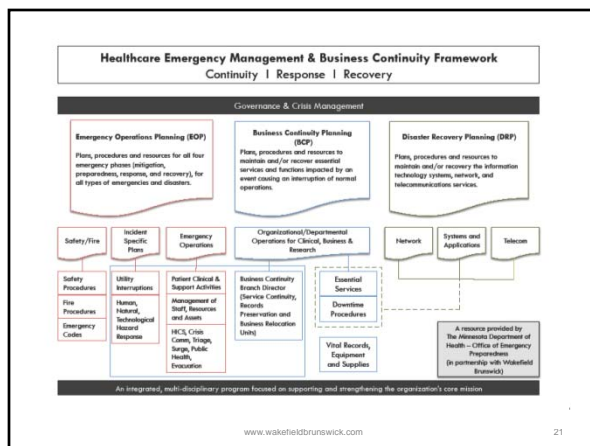 Healthcare Emergency Management & Business Continuity Framework
Continuity I Response I Recovery
Governance & Crisis Management
Emergency Operations Planning (EOP)
Plans, procedures and resources for all four
emergency phases (mitigation,
preparedness, response, and recovery), for
all types of emergencies and disasters.
Business Continuity Planning
(BCP)
Plans, procedures and resources to
maintain and/or recover essential
services and functions impacted by an
event causing an interruption of normal
operations.
Disaster Recovery Planning (DRP)
Plans, procedures and resources to
maintain and/or recover the information
technology systems, network, and
telecommunications services.
Safety/Fire
Incident
Specific
Plans
Emergency
Operations
Organizational/Departmental
Operations for Clinical, Business &
Research
Network
Systems and
Applications
Telecom
Safety
Procedures
Fire
Procedures
Emergency
Codes
Utility
Interruptions
Human,
Natural,
Technological
Hazard
Response
Patient Clinical &
Support Activities
Management of
Staff, Resources
and Assets
HICS, Crisis
Comm, Triage,
Surge, Public
Health,
Evacuation
Business Continuity
Branch Director
(Service Continuity,
Records
Preservation and
Business Relocation
Units)
Essential
Services
Downtime
Procedures
Vital Records,
Equipment
and Supplies
A resource provided by
The Minnesota Department of
Health – Office of Emergency
Preparedness
(in partnership with Wakefield
Brunswick)
An integrated, multi-disciplinary program focused on supporting and strengthening the organization's core mission
www.wakefieldbrunswick.com
21